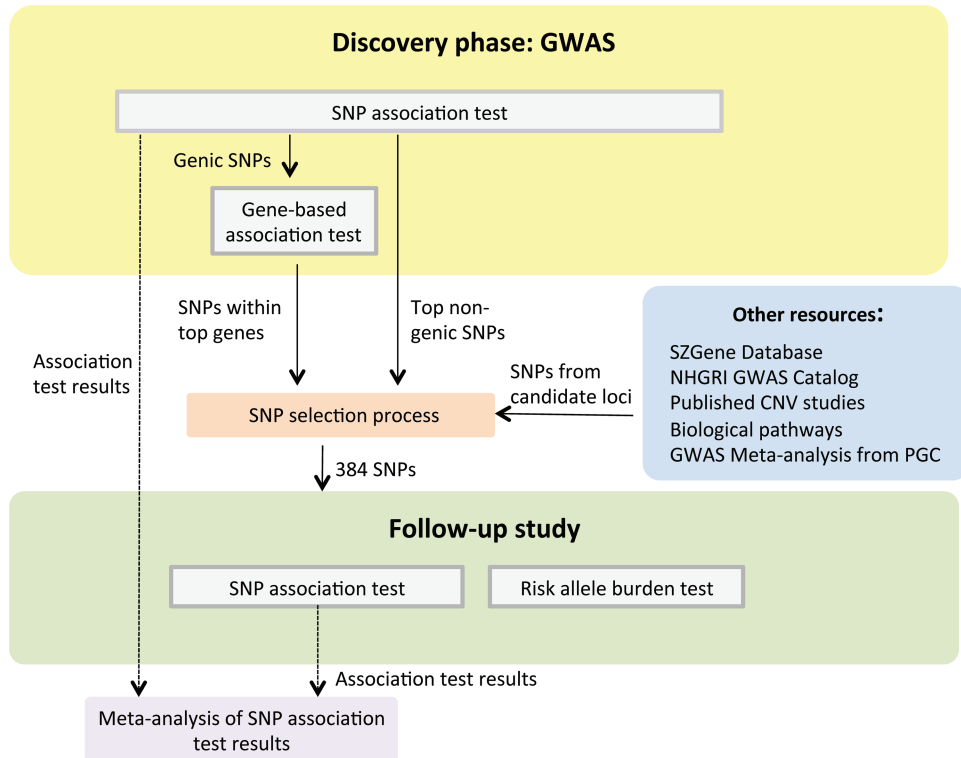 Discovery phase: GWAS
SNP association test
Genic SNPs
Gene-based
association test
SNPs within
top genes
Top non-
genic SNPs
Association
test results
SNPs from
candidate loci
Other resources:
SZGene Database
NHGRI GWAS Catalog
Published CNV studies
Biological pathways
GWAS Meta-analysis from PGC
SNP selection process
384 SNPs
Follow-up study
SNP association test
Risk allele burden test
Association test results
Meta-analysis of SNP association
test results